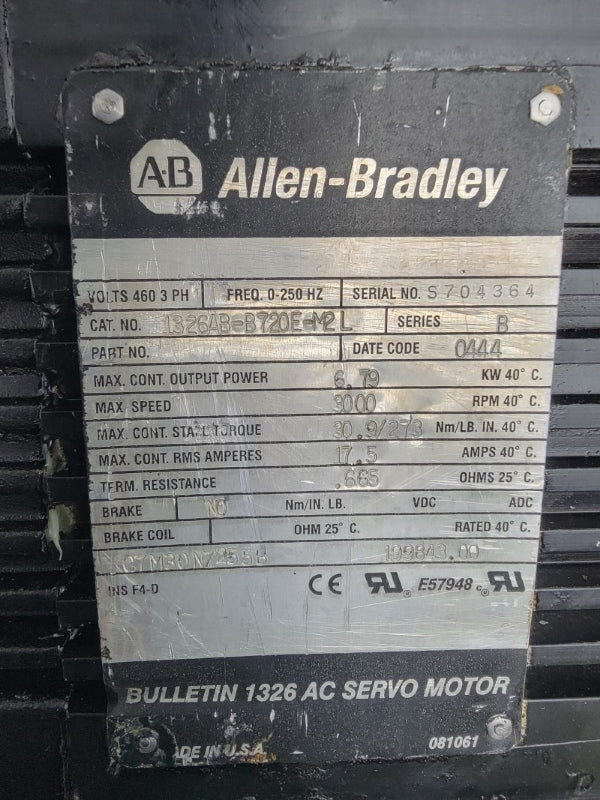 A-B Allen-Bradley
VOLTS 460 3 PH FREQ. 0-250 HZ SERIAL NO. S704364
CAT. NO. 1326AB-B720E-M2L SERIES B
PART NO. DATE CODE 0444
MAX. CONT. OUTPUT POWER 6.79 KW 40° C.
MAX. SPEED 3000 RPM 40° C.
MAX. CONT. STALL TORQUE 30.9/273 Nm/LB. IN. 40° C.
MAX. CONT. RMS AMPERES 17.5 AMPS 40° C.
TERM. RESISTANCE .665 OHMS 25° C.
BRAKE NO Nm/IN. LB. VDC ADC
BRAKE COIL OHM 25° C. RATED 40° C.
INS F4-D CE RU ® E57948 c RU ®
BULLETIN 1326 AC SERVO MOTOR
ADE IN U.S.A. 081061